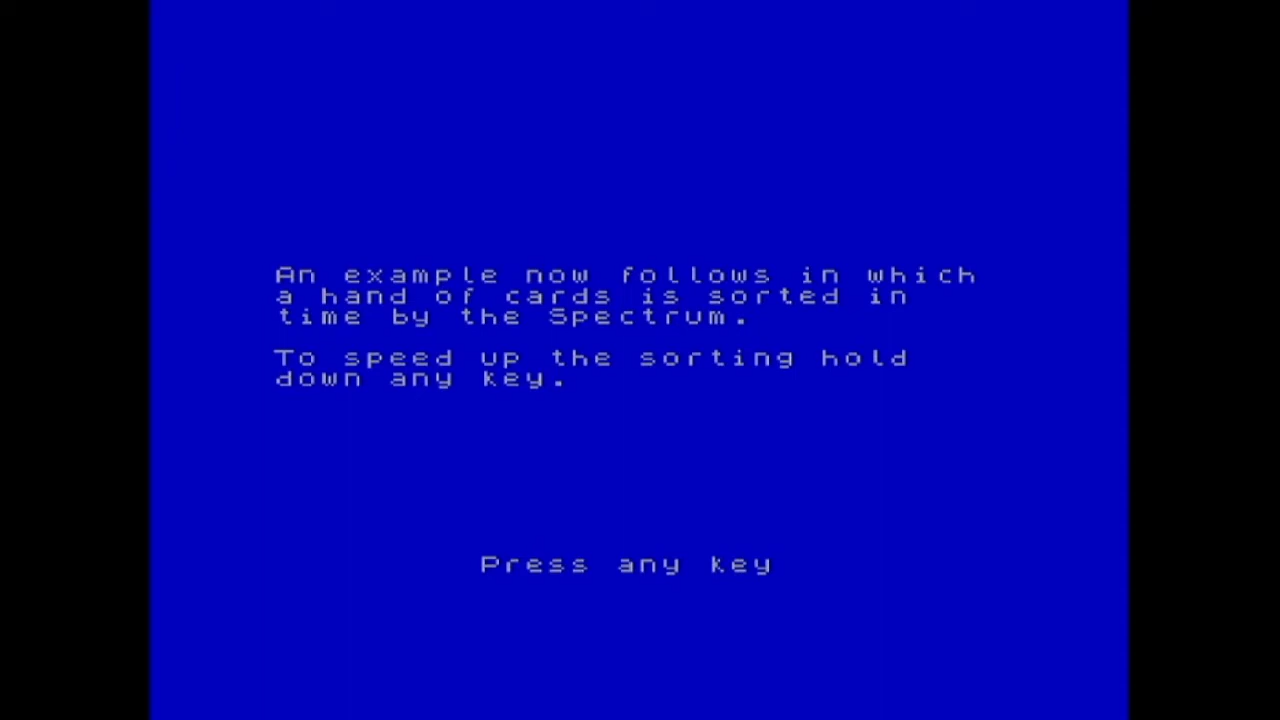 An example now follows in which
a hand of cards is sorted in
time by the Spectrum.
To speed up the sorting hold
down any key.
Press any key